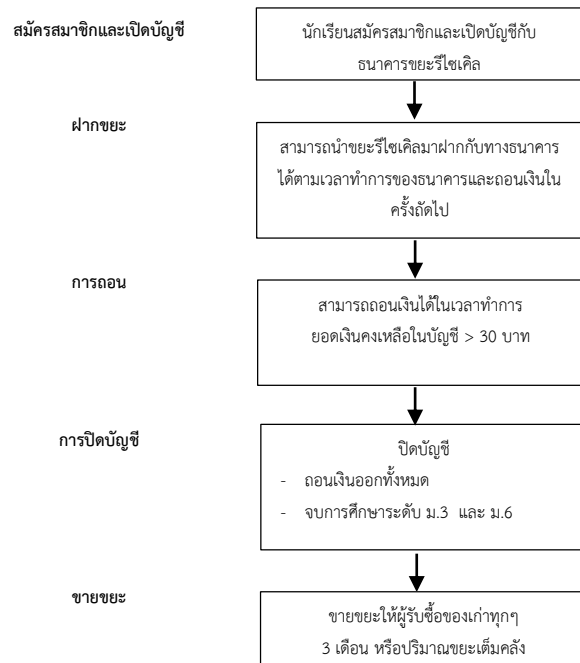 สมัครสมาชิกและเปิดบัญชี
นักเรียนสมัครสมาชิกและเปิดบัญชีกับ
ธนาคารขยะรีไซเคิล
ฝากขยะ
สามารถนำขยะรีไซเคิลมาฝากกับทางธนาคาร
ได้ตามเวลาทำการของธนาคารและถอนเงินใน
ครั้งถัดไป
การถอน
สามารถถอนเงินได้ในเวลาทำการ
ยอดเงินคงเหลือในบัญชี > 30 บาท
การปิดบัญชี
ปิดบัญชี
- ถอนเงินออกทั้งหมด
- จบการศึกษาระดับ ม.3 และ ม.6
ขายขยะ
ขายขยะให้ผู้รับซื้อของเก่าทุกๆ
3 เดือน หรือปริมาณขยะเต็มคลัง